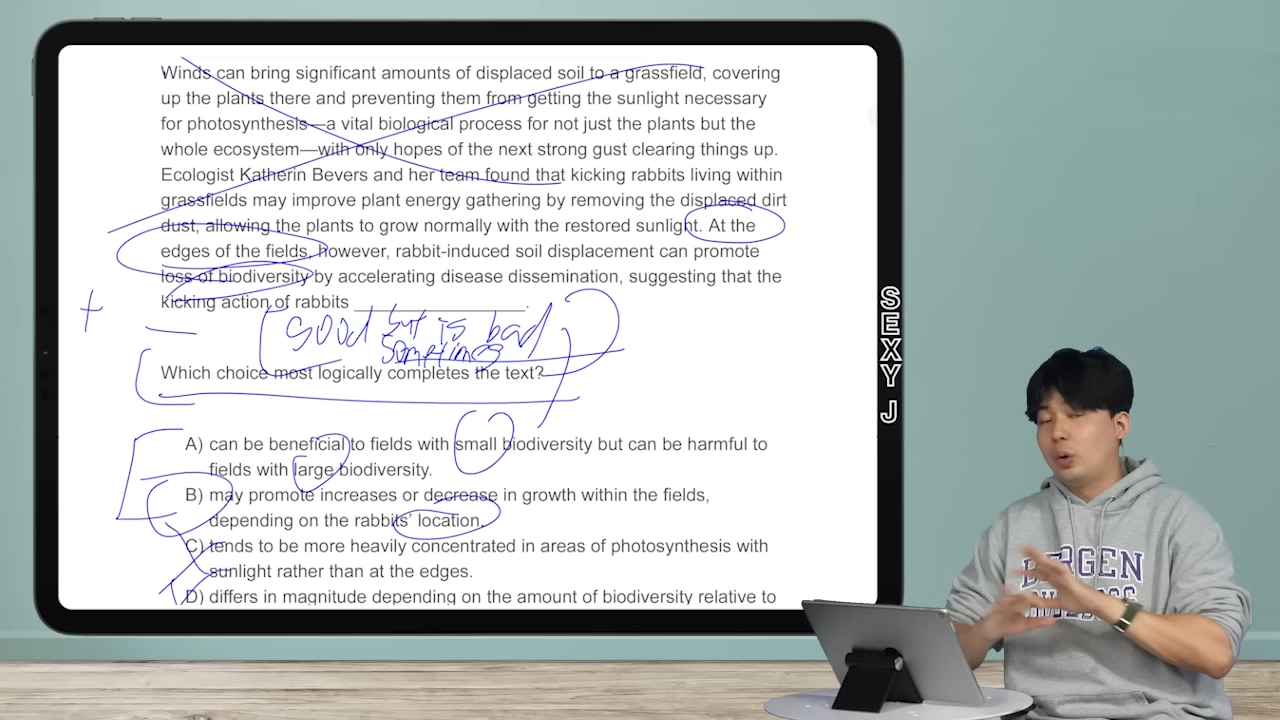 Winds can bring significant amounts of displaced soil to a grassfield, covering
up the plants there and preventing them from getting the sunlight necessary
for photosynthesis—a vital biological process for not just the plants but the
whole ecosystem—with only hopes of the next strong gust clearing things up.
Ecologist Katherin Bevers and her team found that kicking rabbits living within
grassfields may improve plant energy gathering by removing the displaced dirt
dust, allowing the plants to grow normally with the restored sunlight. At the
edges of the fields, however, rabbit-induced soil displacement can promote
loss of biodiversity by accelerating disease dissemination, suggesting that the
kicking action of rabbits ____________________.
+
—
Good but is bad
sometimes
Which choice most logically completes the text?
A) can be beneficial to fields with small biodiversity but can be harmful to
fields with large biodiversity.
B) may promote increases or decrease in growth within the fields,
depending on the rabbits' location.
C) tends to be more heavily concentrated in areas of photosynthesis with
sunlight rather than at the edges.
D) differs in magnitude depending on the amount of biodiversity relative to
SEXY J
BERGEN